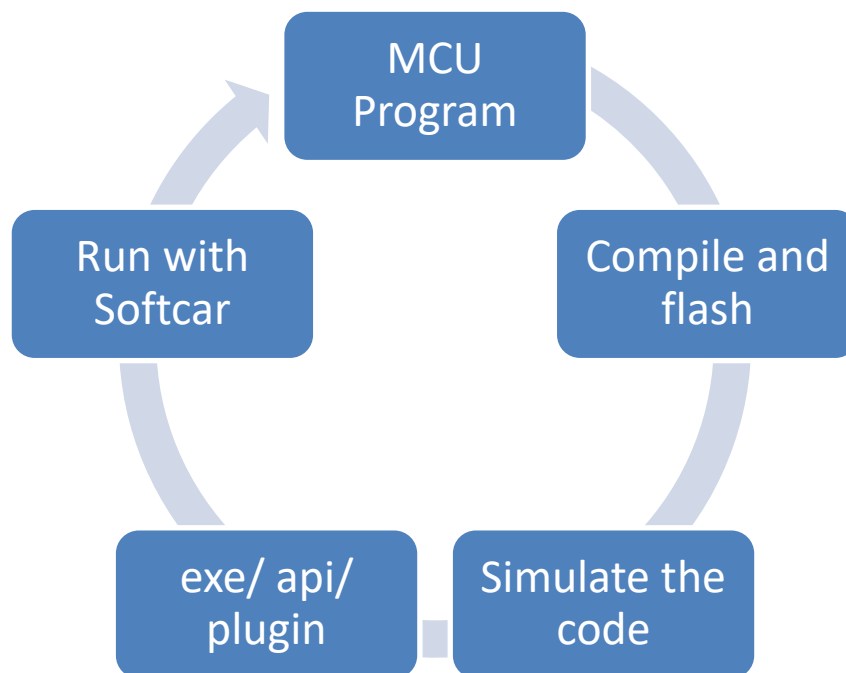 MCU
Program
Compile and
flash
Simulate the
code
exe/ api/
plugin
Run with
Softcar